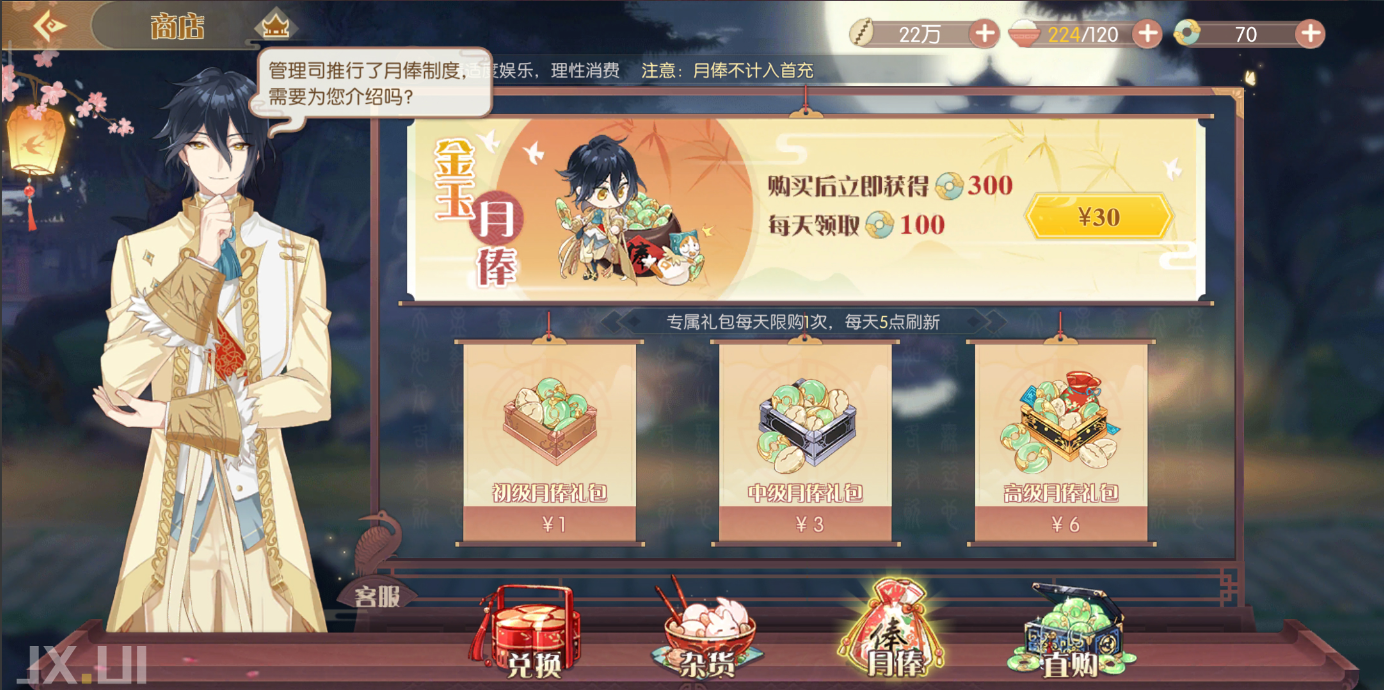 商店
22万
224/120
70
管理司推行了月俸制度,
需要为您介绍吗?
适度娱乐，理性消费 注意：月俸不计入首充
金玉
月俸
购买后立即获得 300
每天领取 100
¥30
俸
专属礼包每天限购1次，每天5点刷新
初级月俸礼包
中级月俸礼包
高级月俸礼包
¥1
¥3
¥6
客服
兑换
杂货
俸
月俸
直购
JX.UI